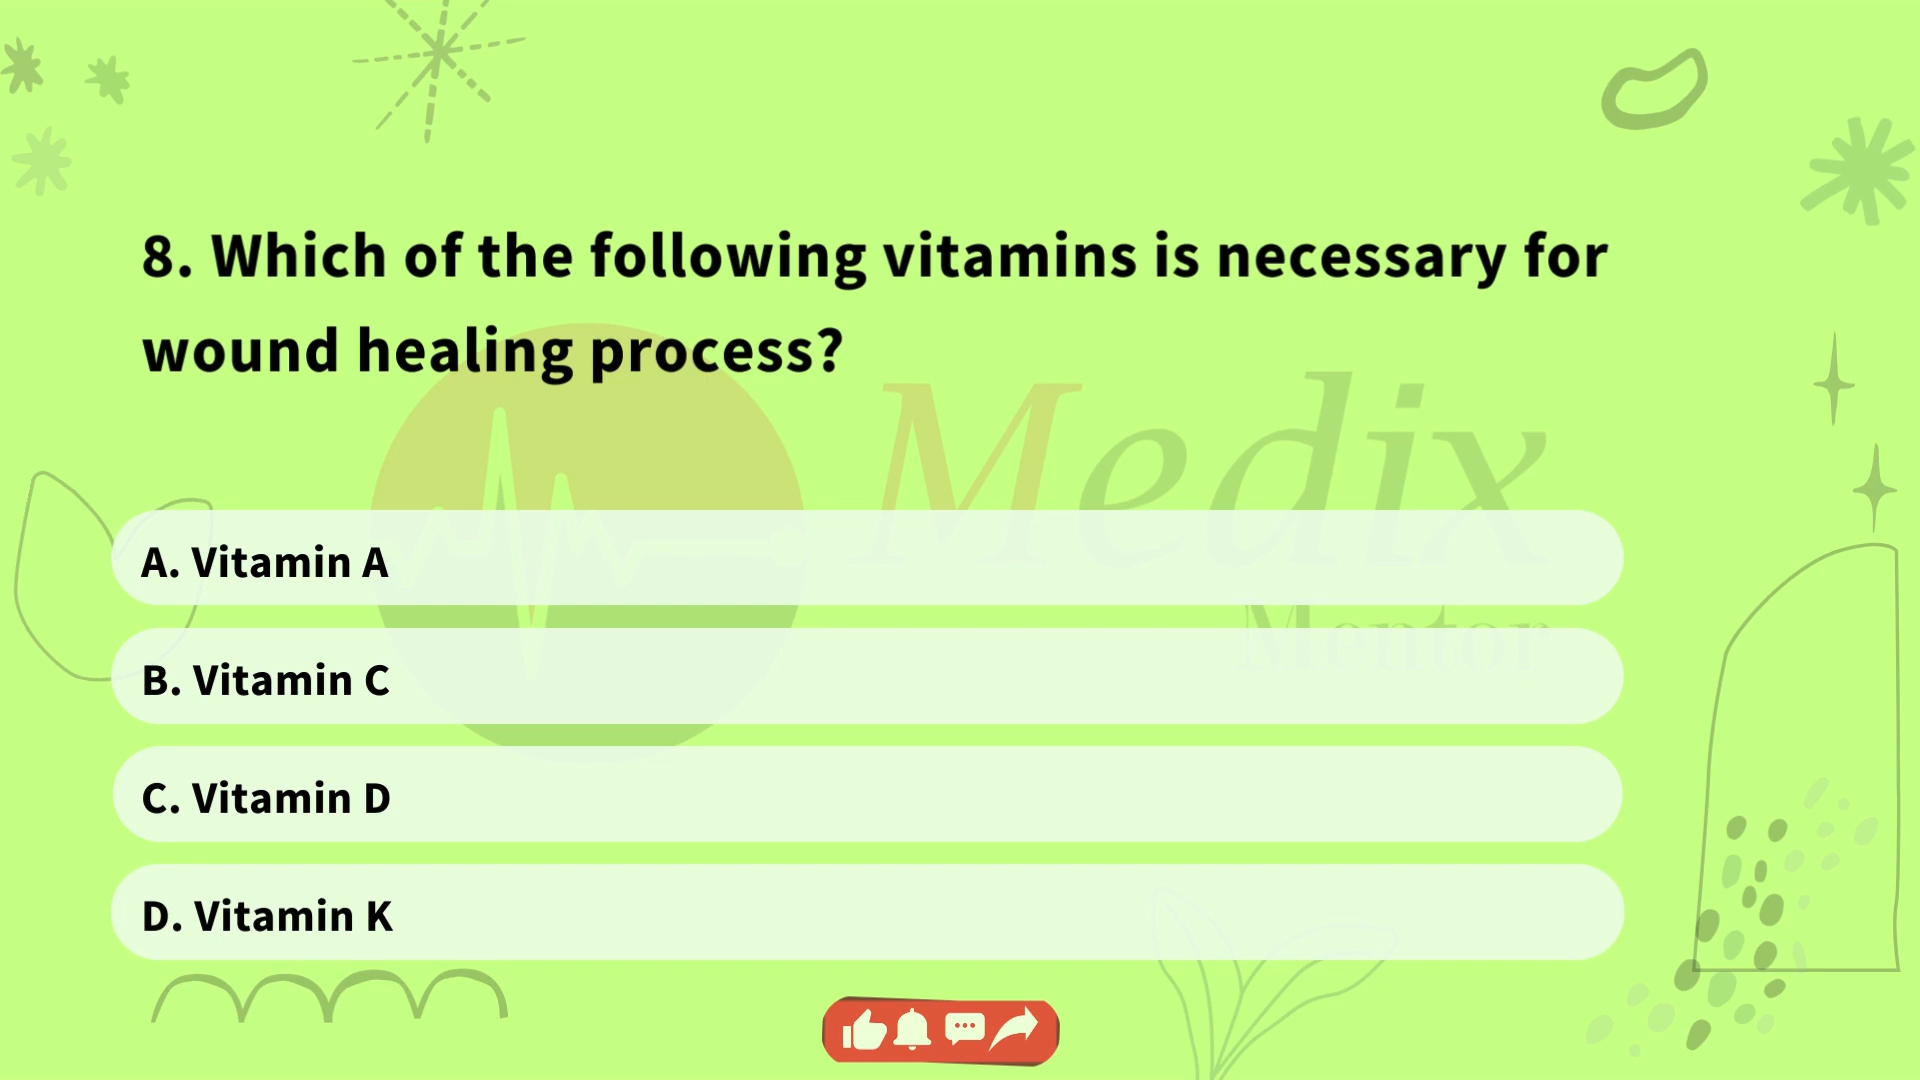 8. Which of the following vitamins is necessary for
wound healing process?
Medix
Mentor
A. Vitamin A
B. Vitamin C
C. Vitamin D
D. Vitamin K